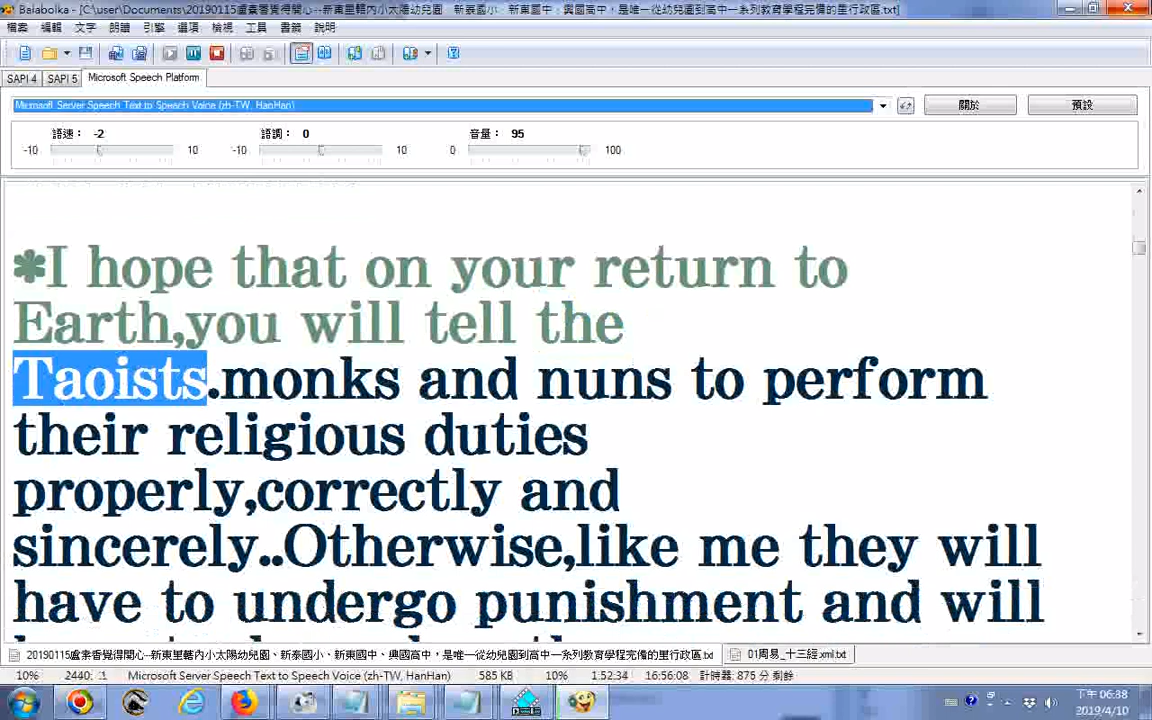 Balabolka - [C:\user\Documents\20190115盧素香覺得開心--新東里轄內小太陽幼兒園、新泰國小、新東國中、興國高中，是唯一從幼兒園到高中一系列教育學程完備的里行政區.txt]
檔案 編輯 文字 朗讀 引擎 選項 檢視 工具 書籤 說明
SAPI 4 SAPI 5 Microsoft Speech Platform
Microsoft Server Speech Text to Speech Voice (zh-TW, HanHan) 關於 預設
語速： -2 語調： 0 音量： 95
-10 10 -10 10 0 100
*I hope that on your return to
Earth,you will tell the
Taoists.monks and nuns to perform
their religious duties
properly,correctly and
sincerely..Otherwise,like me they will
have to undergo punishment and will
20190115盧素香覺得開心--新東里轄內小太陽幼兒園、新泰國小、新東國中、興國高中，是唯一從幼兒園到高中一系列教育學程完備的里行政區.txt 01周易_十三經.xml.txt
10% 2440: :1 Microsoft Server Speech Text to Speech Voice (zh-TW, HanHan) 585 KB 10% 1:52:34 16:56:08 計時器: 876 分 剩餘
下午 06:38
2019/4/10